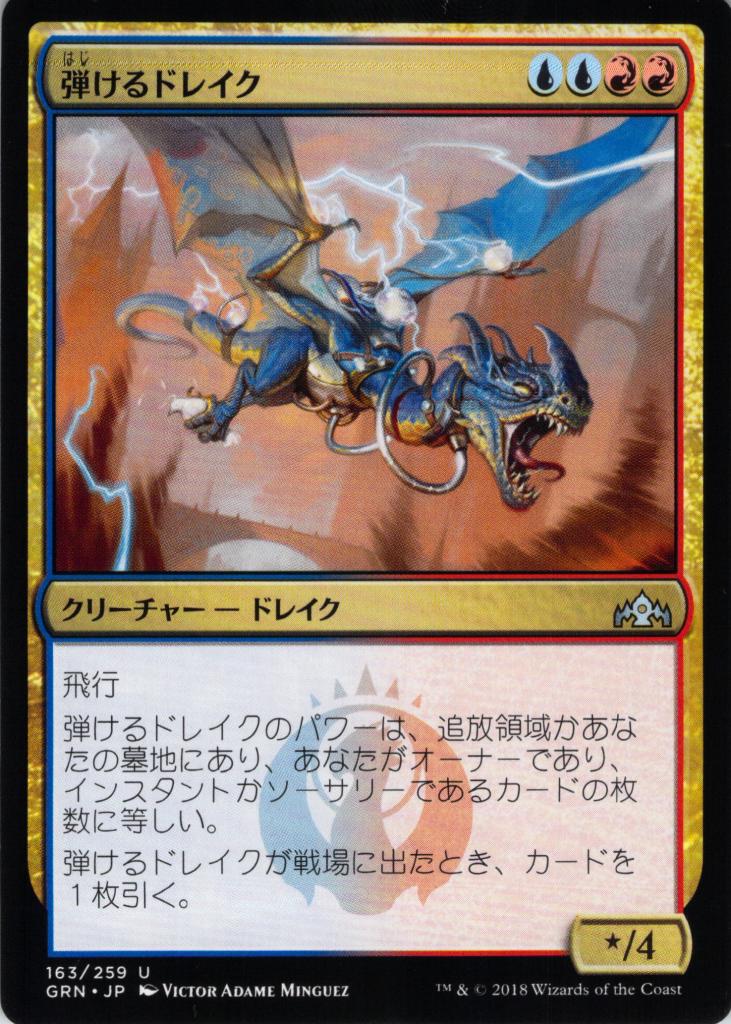 はじ
弾けるドレイク
クリーチャー — ドレイク
飛行
弾けるドレイクのパワーは、追放領域かあな
たの墓地にあり、あなたがオーナーであり、
インスタントかソーサリーであるカードの枚
数に等しい。
弾けるドレイクが戦場に出たとき、カードを
１枚引く。
★/4
163/259 U
GRN • JP Victor Adame Minguez
™ & © 2018 Wizards of the Coast